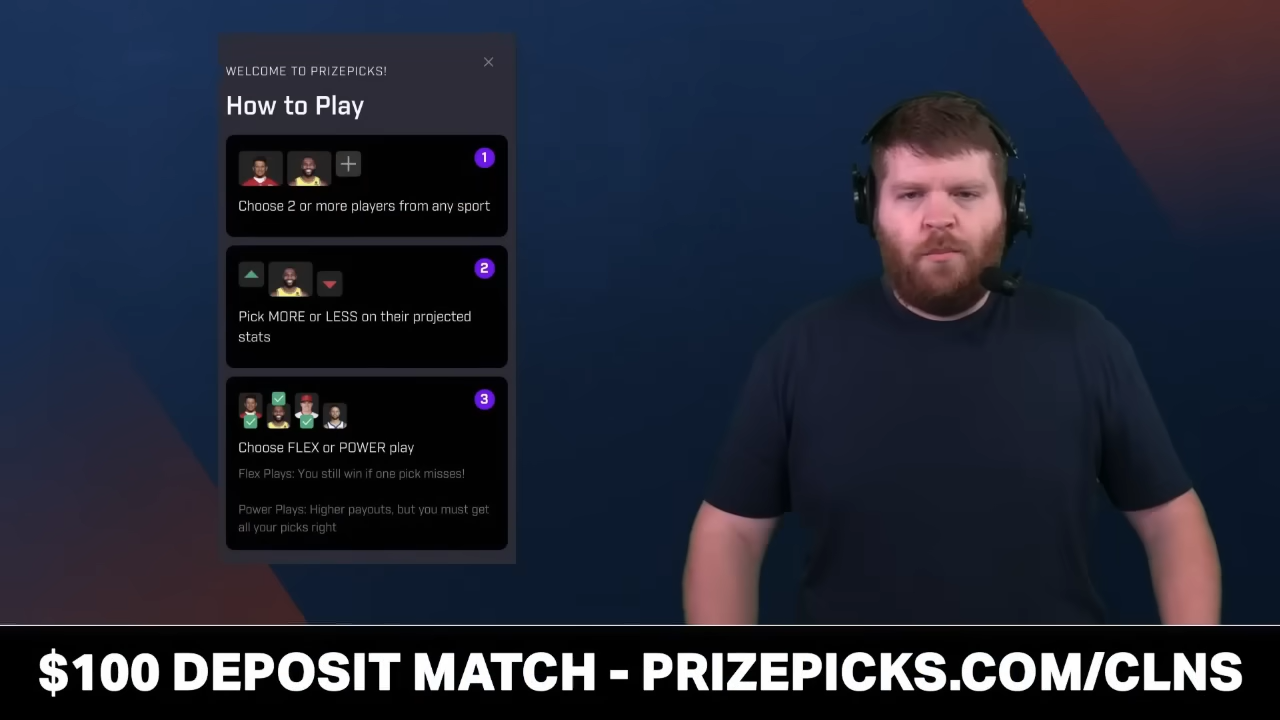 WELCOME TO PRIZEPICKS!
How to Play
1
Choose 2 or more players from any sport
2
Pick MORE or LESS on their projected
stats
3
Choose FLEX or POWER play
Flex Plays: You still win if one pick misses!
Power Plays: Higher payouts, but you must get
all your picks right
$100 DEPOSIT MATCH - PRIZEPICKS.COM/CLNS